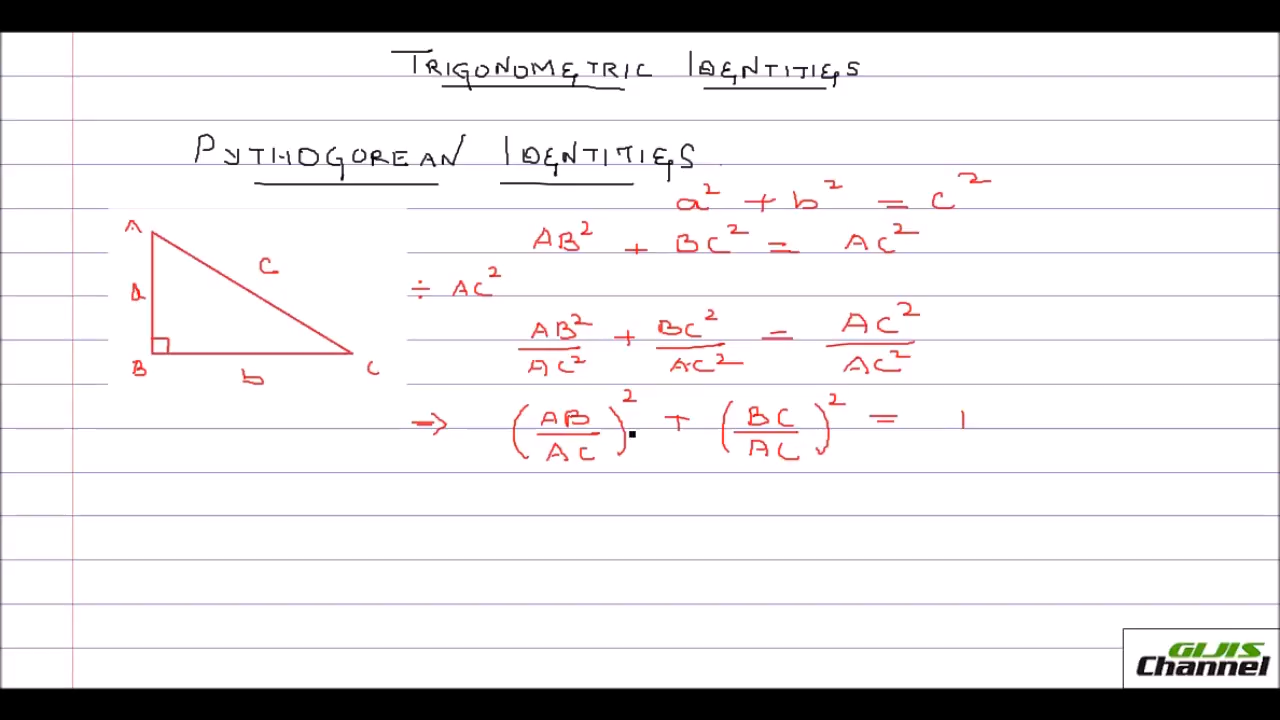 TRIGONOMETRIC IDENTITIES
PYTHOGOREAN IDENTITIES
a² + b² = c²
AB² + BC² = AC²
÷ AC²
AB²/AC² + BC²/AC² = AC²/AC²
⇒ (AB/AC)² + (BC/AC)² = 1
A
c
a
B
b
C
GIJIS
Channel